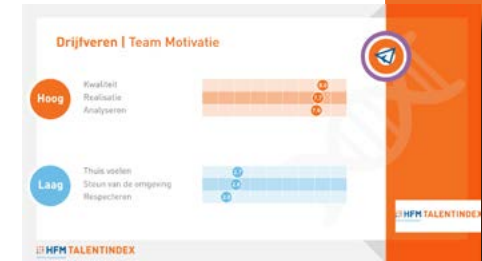 Drijfveren | Team Motivatie
Hoog
Kwaliteit
Realisatie
Analyseren
Laag
Thuis voelen
Steun van de omgeving
Respecteren
HFM TALENTINDEX
HFM TALENTINDEX